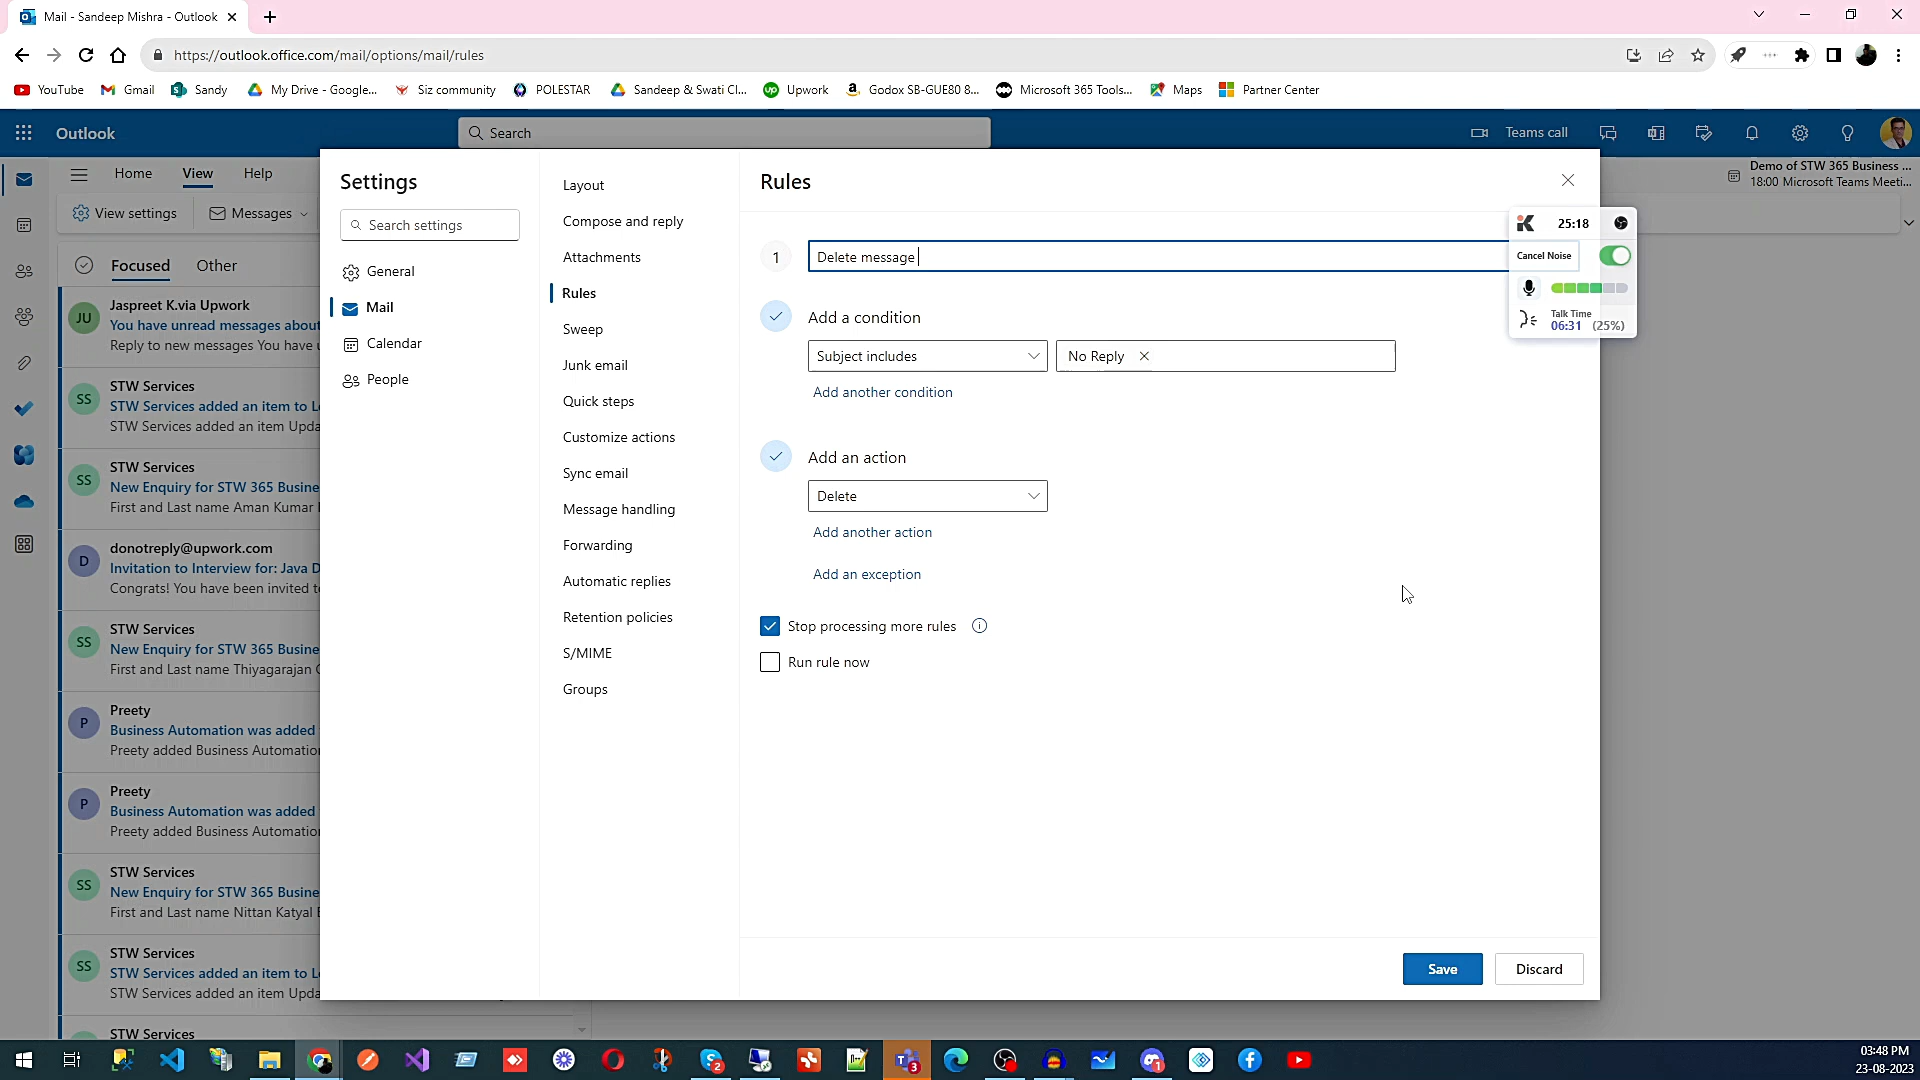 Mail - Sandeep Mishra - Outlook
https://outlook.office.com/mail/options/mail/rules
YouTube Gmail Sandy My Drive - Google... Siz community POLESTAR Sandeep & Swati Cl... Upwork Godox SB-GUE80 8... Microsoft 365 Tools... Maps Partner Center
Outlook Search Teams call
Home View Help
Demo of STW 365 Business ...
18:00 Microsoft Teams Meeti...
View settings Messages
Focused Other
JU
Jaspreet K.via Upwork
You have unread messages about
Reply to new messages You have
SS
STW Services
STW Services added an item to L
STW Services added an item Upda
SS
STW Services
New Enquiry for STW 365 Busine
First and Last name Aman Kumar
D
donotreply@upwork.com
Invitation to Interview for: Java D
Congrats! You have been invited t
SS
STW Services
New Enquiry for STW 365 Busine
First and Last name Thiyagarajan
P
Preety
Business Automation was added
Preety added Business Automatio
P
Preety
Business Automation was added
Preety added Business Automatio
SS
STW Services
New Enquiry for STW 365 Busine
First and Last name Nittan Katyal
SS
STW Services
STW Services added an item to L
STW Services added an item Upda
STW Services
Settings
Search settings
General
Mail
Calendar
People
Layout
Compose and reply
Attachments
Rules
Sweep
Junk email
Quick steps
Customize actions
Sync email
Message handling
Forwarding
Automatic replies
Retention policies
S/MIME
Groups
Rules
1 Delete message
Add a condition
Subject includes No Reply
Add another condition
Add an action
Delete
Add another action
Add an exception
Stop processing more rules
Run rule now
Save Discard
25:18
Cancel Noise
Talk Time
06:31 (25%)
2
3
1
03:48 PM
23-08-2023